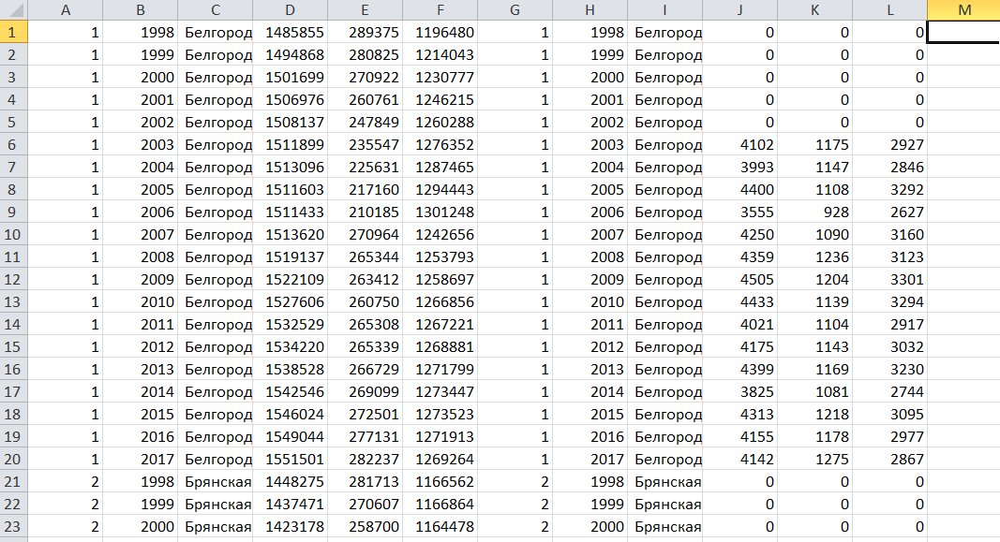 A B C D E F G H I J K L M
1 1 1998 Белгород 1485855 289375 1196480 1 1998 Белгород 0 0 0
2 1 1999 Белгород 1494868 280825 1214043 1 1999 Белгород 0 0 0
3 1 2000 Белгород 1501699 270922 1230777 1 2000 Белгород 0 0 0
4 1 2001 Белгород 1506976 260761 1246215 1 2001 Белгород 0 0 0
5 1 2002 Белгород 1508137 247849 1260288 1 2002 Белгород 0 0 0
6 1 2003 Белгород 1511899 235547 1276352 1 2003 Белгород 4102 1175 2927
7 1 2004 Белгород 1513096 225631 1287465 1 2004 Белгород 3993 1147 2846
8 1 2005 Белгород 1511603 217160 1294443 1 2005 Белгород 4400 1108 3292
9 1 2006 Белгород 1511433 210185 1301248 1 2006 Белгород 3555 928 2627
10 1 2007 Белгород 1513620 270964 1242656 1 2007 Белгород 4250 1090 3160
11 1 2008 Белгород 1519137 265344 1253793 1 2008 Белгород 4359 1236 3123
12 1 2009 Белгород 1522109 263412 1258697 1 2009 Белгород 4505 1204 3301
13 1 2010 Белгород 1527606 260750 1266856 1 2010 Белгород 4433 1139 3294
14 1 2011 Белгород 1532529 265308 1267221 1 2011 Белгород 4021 1104 2917
15 1 2012 Белгород 1534220 265339 1268881 1 2012 Белгород 4175 1143 3032
16 1 2013 Белгород 1538528 266729 1271799 1 2013 Белгород 4399 1169 3230
17 1 2014 Белгород 1542546 269099 1273447 1 2014 Белгород 3825 1081 2744
18 1 2015 Белгород 1546024 272501 1273523 1 2015 Белгород 4313 1218 3095
19 1 2016 Белгород 1549044 277131 1271913 1 2016 Белгород 4155 1178 2977
20 1 2017 Белгород 1551501 282237 1269264 1 2017 Белгород 4142 1275 2867
21 2 1998 Брянская 1448275 281713 1166562 2 1998 Брянская 0 0 0
22 2 1999 Брянская 1437471 270607 1166864 2 1999 Брянская 0 0 0
23 2 2000 Брянская 1423178 258700 1164478 2 2000 Брянская 0 0 0